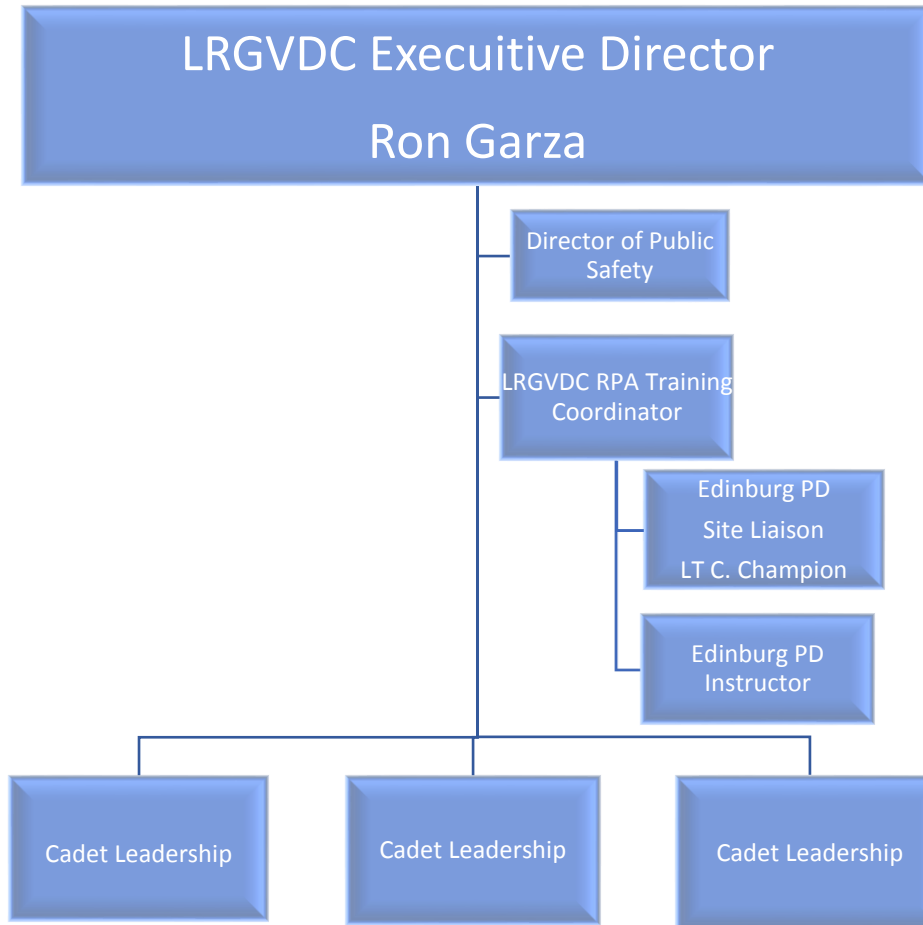 LRGVDC Execuitive Director
Ron Garza
Director of Public
Safety
LRGVDC RPA Training
Coordinator
Edinburg PD
Site Liaison
LT C. Champion
Edinburg PD
Instructor
Cadet Leadership
Cadet Leadership
Cadet Leadership